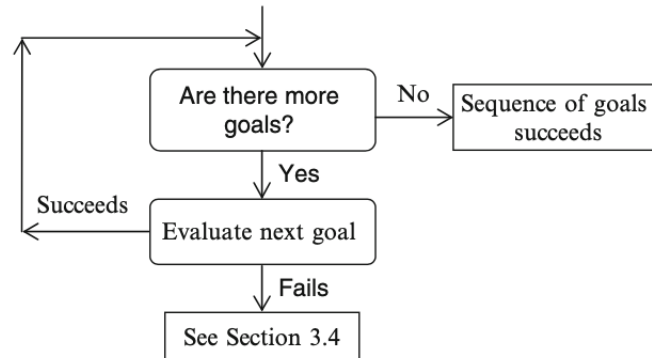 Are there more
goals?
No
Sequence of goals
succeeds
Yes
Succeeds
Evaluate next goal
Fails
See Section 3.4